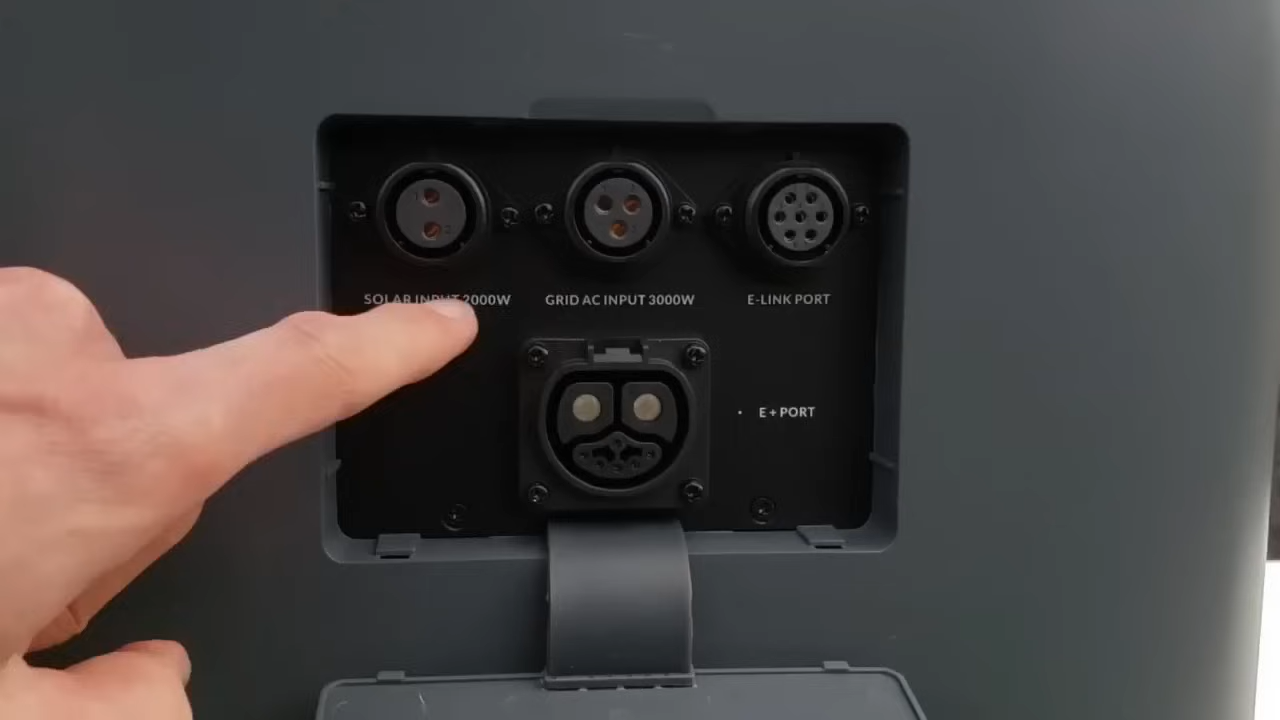 SOLAR INPUT 2000W
GRID AC INPUT 3000W
E-LINK PORT
E + PORT